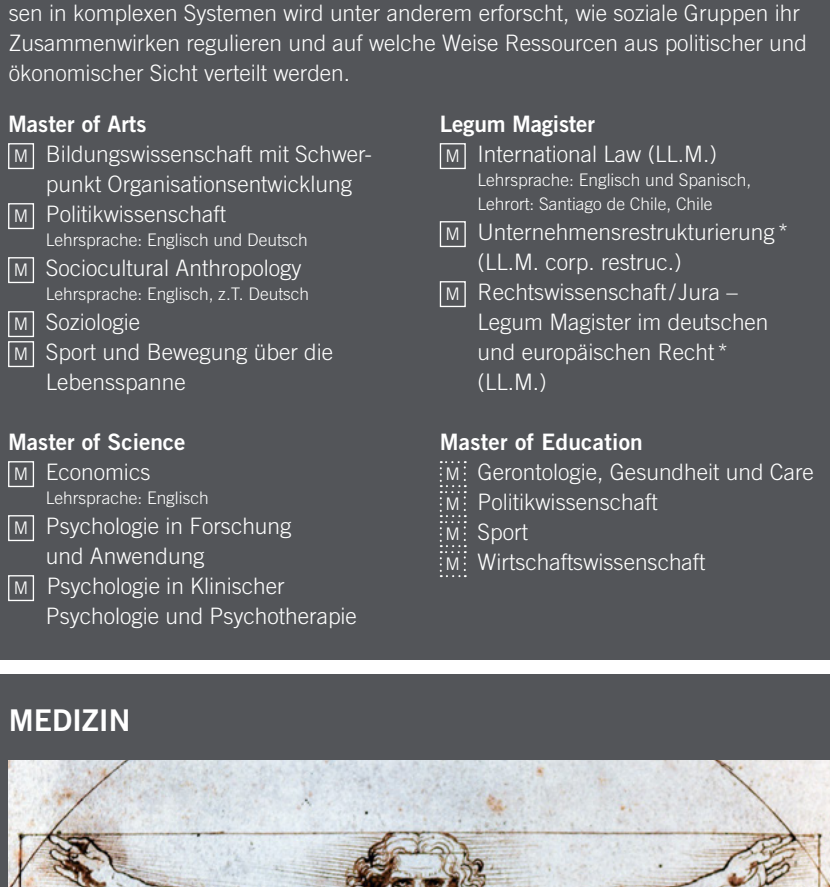 sen in komplexen Systemen wird unter anderem erforscht, wie soziale Gruppen ihr
Zusammenwirken regulieren und auf welche Weise Ressourcen aus politischer und
ökonomischer Sicht verteilt werden.
Master of Arts
M Bildungswissenschaft mit Schwer-
punkt Organisationsentwicklung
M Politikwissenschaft
Lehrsprache: Englisch und Deutsch
M Sociocultural Anthropology
Lehrsprache: Englisch, z.T. Deutsch
M Soziologie
M Sport und Bewegung über die
Lebensspanne
Master of Science
M Economics
Lehrsprache: Englisch
M Psychologie in Forschung
und Anwendung
M Psychologie in Klinischer
Psychologie und Psychotherapie
Legum Magister
M International Law (LL.M.)
Lehrsprache: Englisch und Spanisch,
Lehrort: Santiago de Chile, Chile
M Unternehmensrestrukturierung *
(LL.M. corp. restruc.)
M Rechtswissenschaft/Jura –
Legum Magister im deutschen
und europäischen Recht *
(LL.M.)
Master of Education
M Gerontologie, Gesundheit und Care
M Politikwissenschaft
M Sport
M Wirtschaftswissenschaft
MEDIZIN